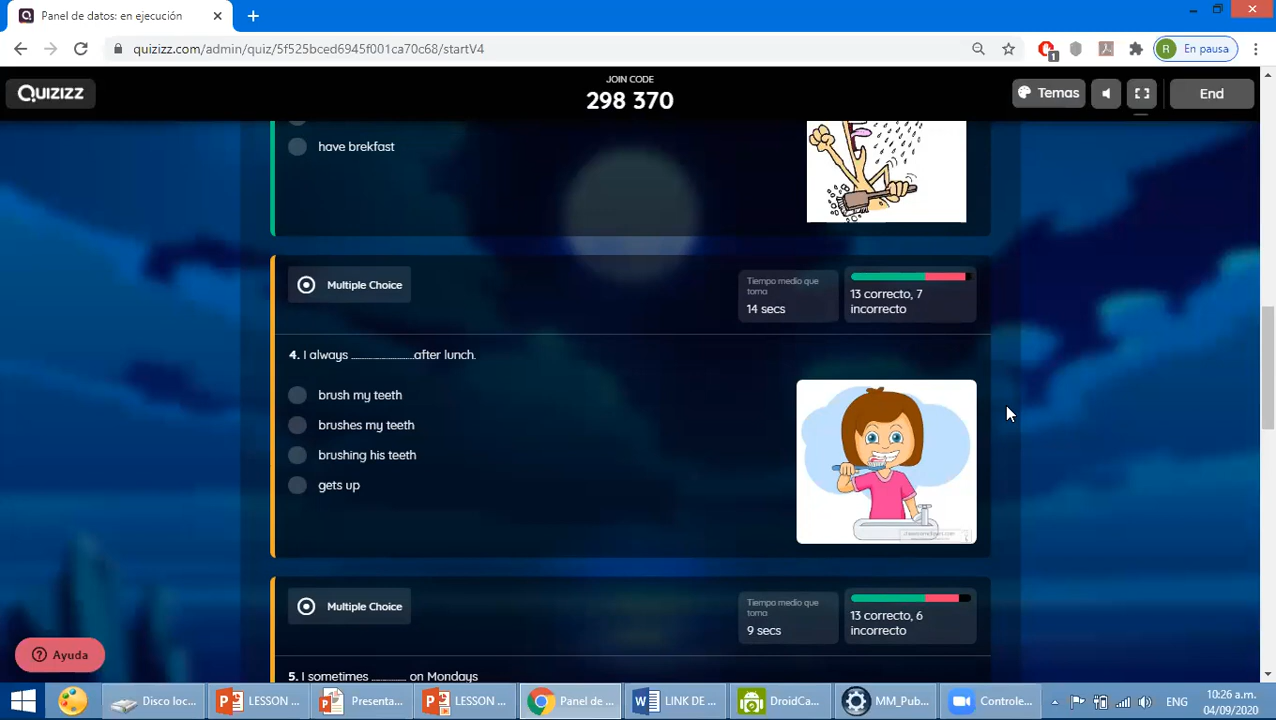 Panel de datos: en ejecución
quizizz.com/admin/quiz/5f525bced6945f001ca70c68/startV4
1
R En pausa
QUIZIZZ
JOIN CODE
298 370
Temas
End
have brekfast
Multiple Choice
Tiempo medio que toma
14 secs
13 correcto, 7 incorrecto
4. I always ................after lunch.
brush my teeth
brushes my teeth
brushing his teeth
gets up
Multiple Choice
Tiempo medio que toma
9 secs
13 correcto, 6 incorrecto
5. I sometimes ......... on Mondays
Ayuda
Disco loc...
LESSON ...
Presenta...
LESSON ...
Panel de ...
LINK DE ...
DroidCa...
MM_Pub...
Controle...
ENG
10:26 a.m.
04/09/2020